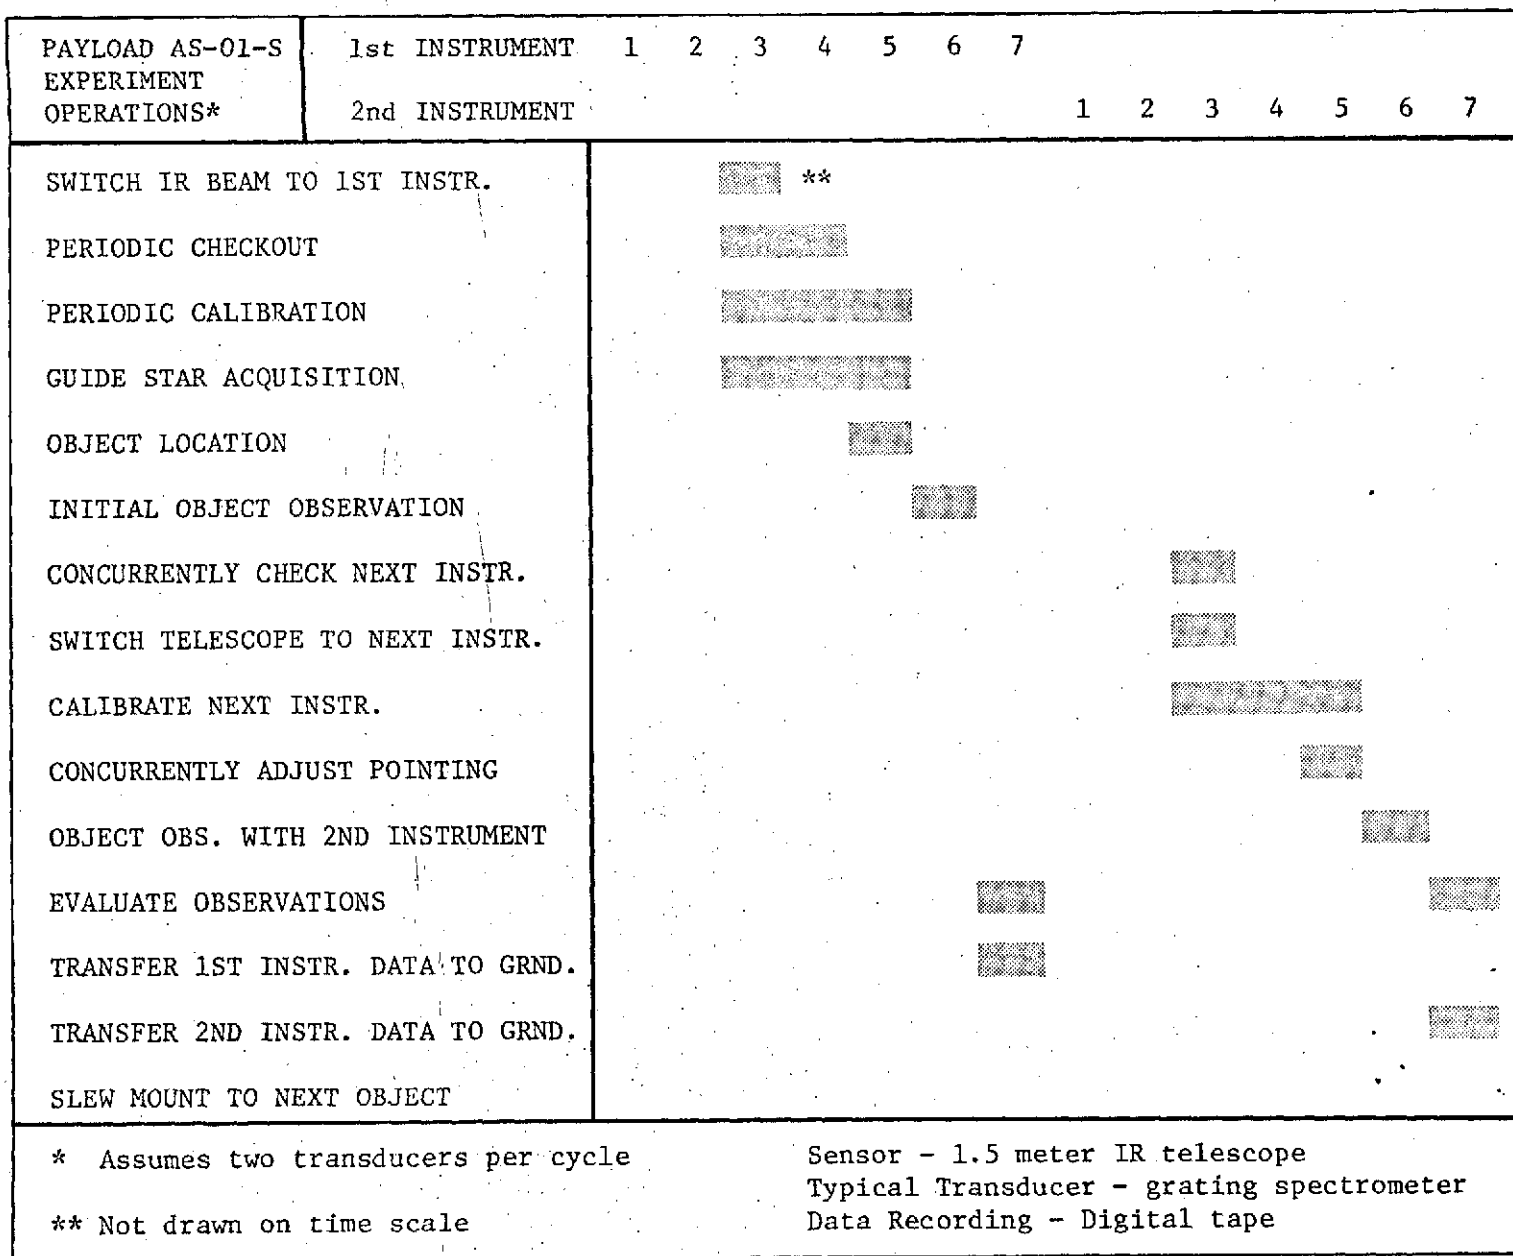 PAYLOAD AS-01-S
EXPERIMENT
OPERATIONS*
1st INSTRUMENT 1 2 3 4 5 6 7
2nd INSTRUMENT 1 2 3 4 5 6 7
SWITCH IR BEAM TO 1ST INSTR. **
PERIODIC CHECKOUT
PERIODIC CALIBRATION
GUIDE STAR ACQUISITION
OBJECT LOCATION
INITIAL OBJECT OBSERVATION
CONCURRENTLY CHECK NEXT INSTR.
SWITCH TELESCOPE TO NEXT INSTR.
CALIBRATE NEXT INSTR.
CONCURRENTLY ADJUST POINTING
OBJECT OBS. WITH 2ND INSTRUMENT
EVALUATE OBSERVATIONS
TRANSFER 1ST INSTR. DATA TO GRND.
TRANSFER 2ND INSTR. DATA TO GRND.
SLEW MOUNT TO NEXT OBJECT
* Assumes two transducers per cycle
** Not drawn on time scale
Sensor - 1.5 meter IR telescope
Typical Transducer - grating spectrometer
Data Recording - Digital tape